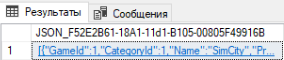 Результаты Сообщения
JSON_F52E2B61-18A1-11d1-B105-00805F49916B
1 [{"GameId":1,"CategoryId":1,"Name":"SimCity","Pr...